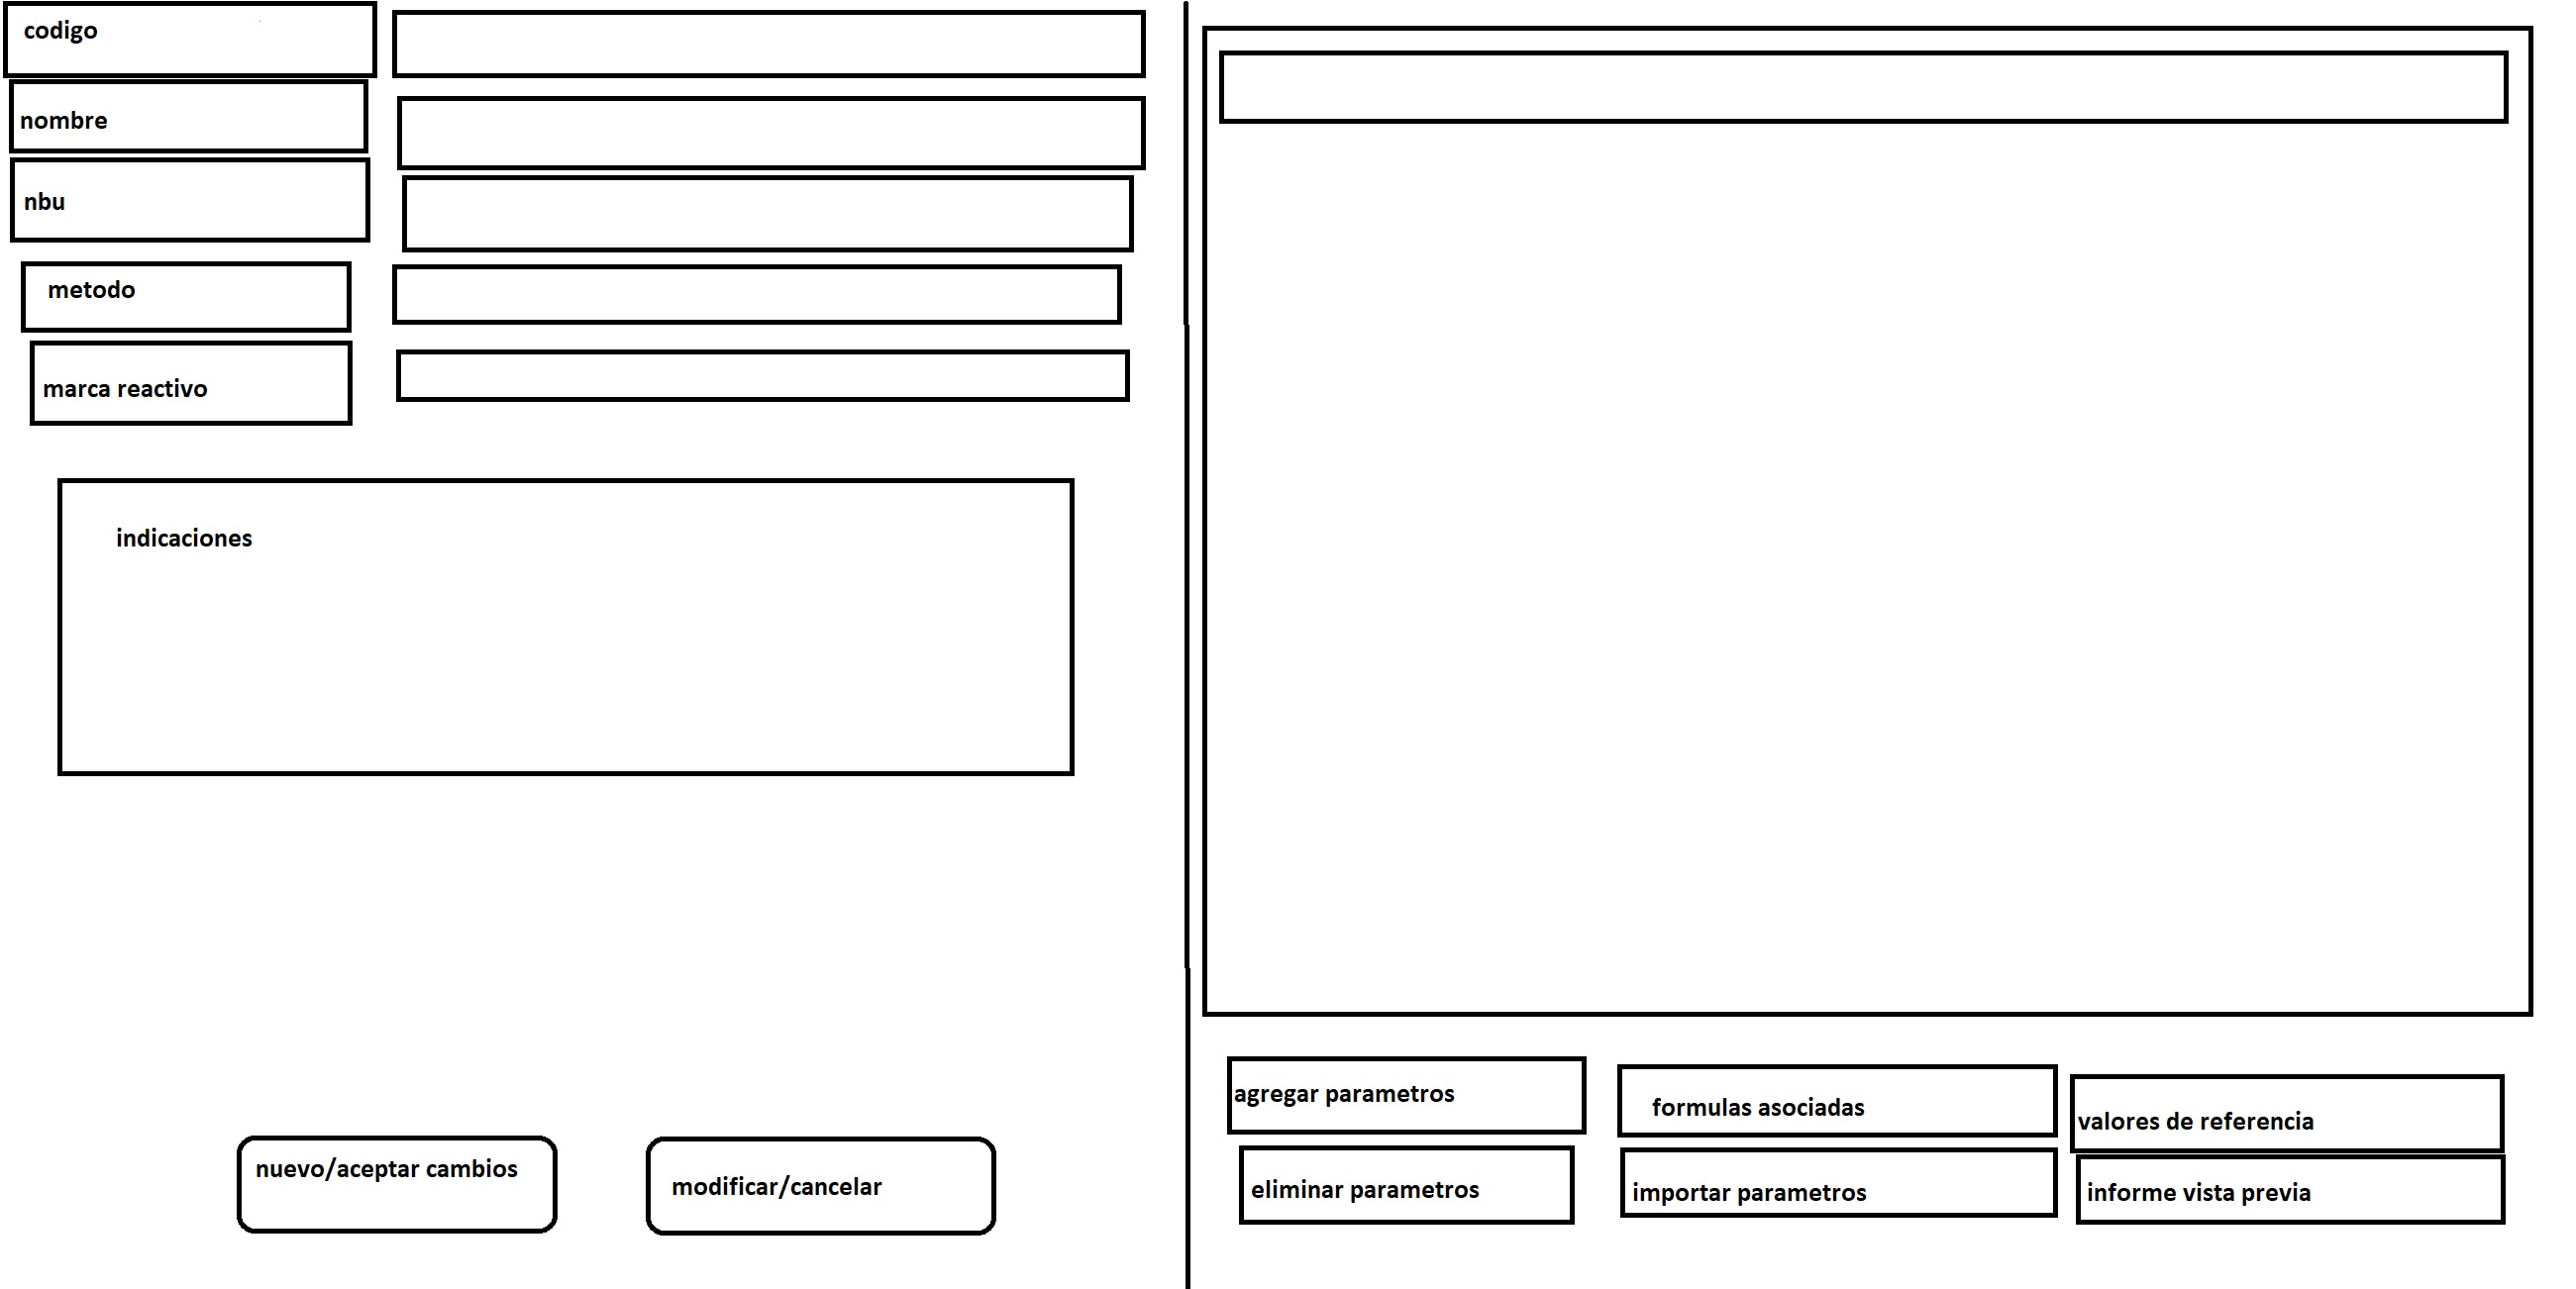 codigo
nombre
nbu
metodo
marca reactivo
indicaciones
nuevo/aceptar cambios
modificar/cancelar
agregar parametros
formulas asociadas
valores de referencia
eliminar parametros
importar parametros
informe vista previa